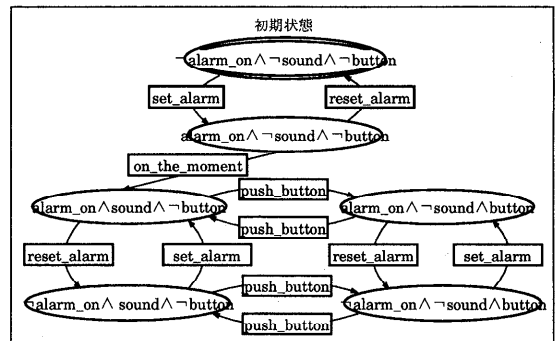 初期状態
¬alarm_on∧¬sound∧¬button
set_alarm
reset_alarm
alarm_on∧¬sound∧¬button
on_the_moment
alarm_on∧sound∧¬button
push_button
alarm_on∧¬sound∧button
push_button
reset_alarm
set_alarm
reset_alarm
set_alarm
¬alarm_on∧ sound∧¬button
push_button
¬alarm_on∧¬sound∧button
push_button